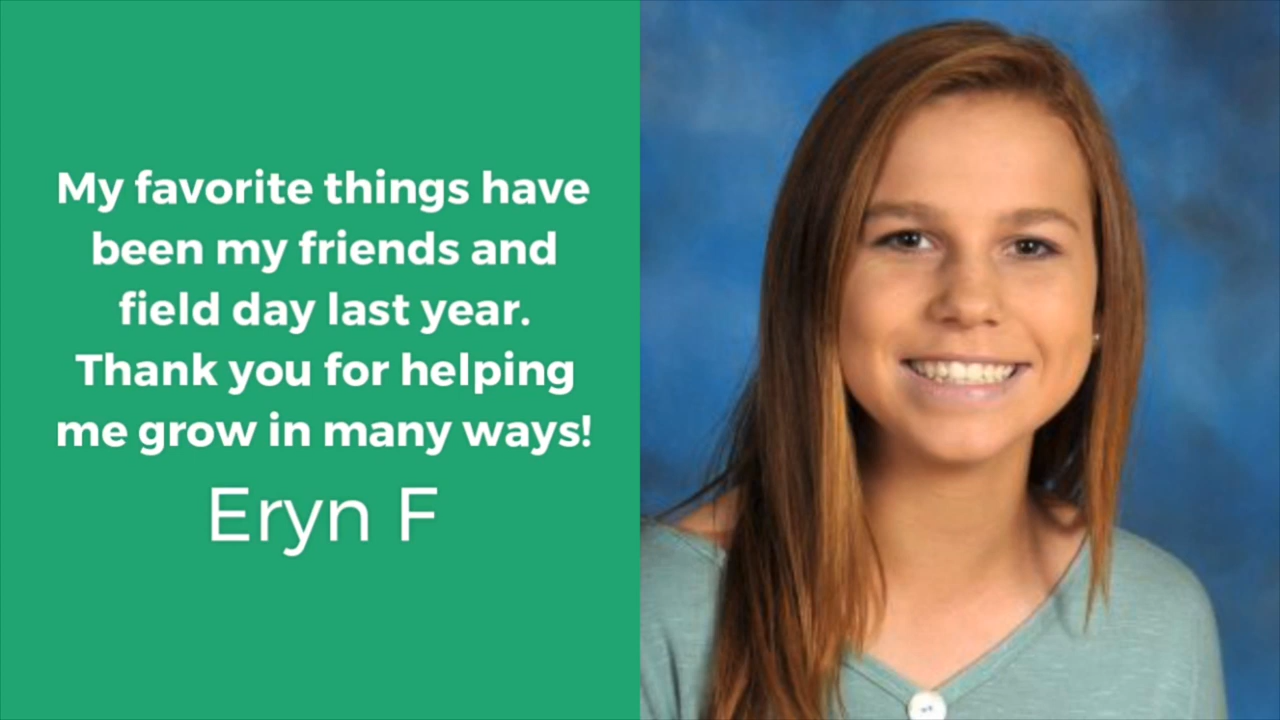 My favorite things have
been my friends and
field day last year.
Thank you for helping
me grow in many ways!
Eryn F